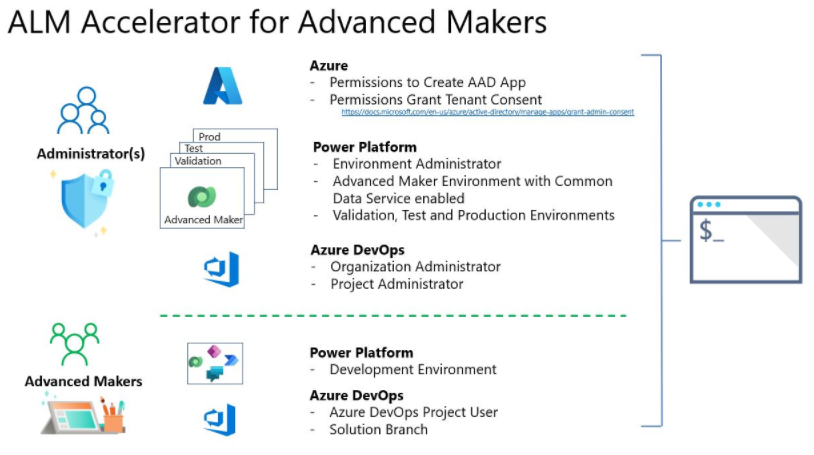 ALM Accelerator for Advanced Makers
Administrator(s)
Prod
Test
Validation
Advanced Maker
Azure
- Permissions to Create AAD App
- Permissions Grant Tenant Consent
https://docs.microsoft.com/en-us/azure/active-directory/manage-apps/grant-admin-consent
Power Platform
- Environment Administrator
- Advanced Maker Environment with Common
Data Service enabled
- Validation, Test and Production Environments
Azure DevOps
- Organization Administrator
- Project Administrator
$_
Advanced Makers
Power Platform
- Development Environment
Azure DevOps
- Azure DevOps Project User
- Solution Branch